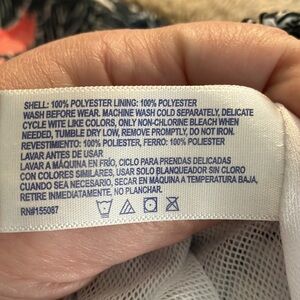 SHELL: 100% POLYESTER LINING: 100% POLYESTER
WASH BEFORE WEAR. MACHINE WASH COLD SEPARATELY, DELICATE
CYCLE WITE LIKE COLORS, ONLY NON-CHLORINE BLEACH WHEN
NEEDED, TUMBLE DRY LOW, REMOVE PROMPTLY, DO NOT IRON.
REVESTIMIENTO: 100% POLIESTER, FERRO: 100% POLIESTER
LAVAR ANTES DE USAR
LAVAR A MÁQUINA EN FRÍO, CICLO PARA PRENDAS DELICADAS
CON COLORES SIMILARES, USAR SOLO BLANQUEADOR SIN CLORO
CUANDO SEA NECESARIO, SECAR EN MÁQUINA A TEMPERATURA BAJA,
RETIRE INMEDIATAMENTE, NO PLANCHAR.
RN#155087